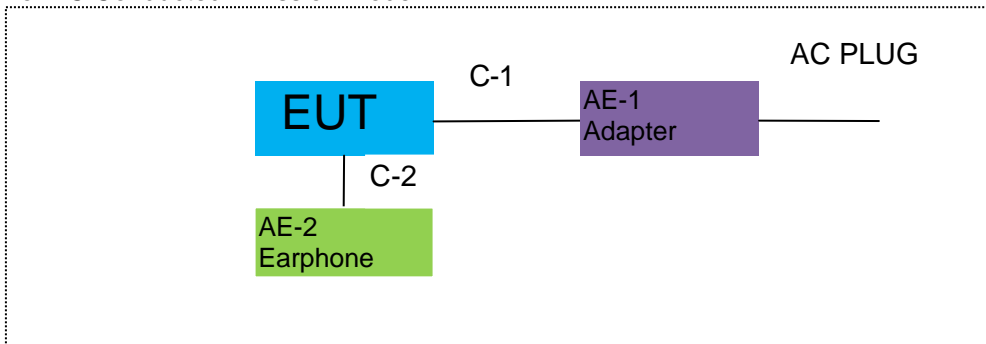 AC PLUG
C-1
EUT
AE-1
Adapter
C-2
AE-2
Earphone